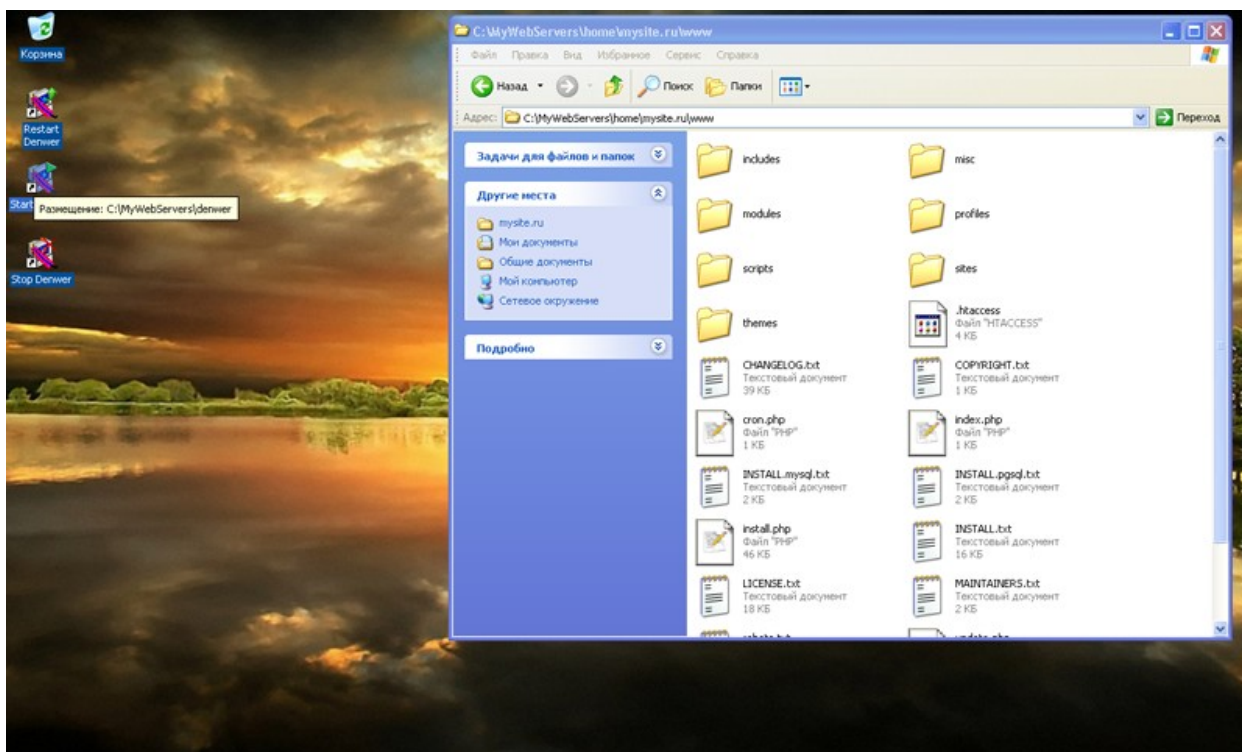 Корзина
Restart
Denwer
Start
Размещение: C:\MyWebServers\denwer
Stop Denwer
C:\MyWebServers\home\mysite.ru\www
Файл Правка Вид Избранное Сервис Справка
Назад Поиск Папки
Адрес: C:\MyWebServers\home\mysite.ru\www Переход
Задачи для файлов и папок
Другие места
mysite.ru
Мои документы
Общие документы
Мой компьютер
Сетевое окружение
Подробно
includes
misc
modules
profiles
scripts
sites
themes
.htaccess
Файл "HTACCESS"
4 КБ
CHANGELOG.txt
Текстовый документ
39 КБ
COPYRIGHT.txt
Текстовый документ
1 КБ
cron.php
Файл "PHP"
1 КБ
index.php
Файл "PHP"
1 КБ
INSTALL.mysql.txt
Текстовый документ
2 КБ
INSTALL.pgsql.txt
Текстовый документ
2 КБ
install.php
Файл "PHP"
46 КБ
INSTALL.txt
Текстовый документ
16 КБ
LICENSE.txt
Текстовый документ
18 КБ
MAINTAINERS.txt
Текстовый документ
2 КБ